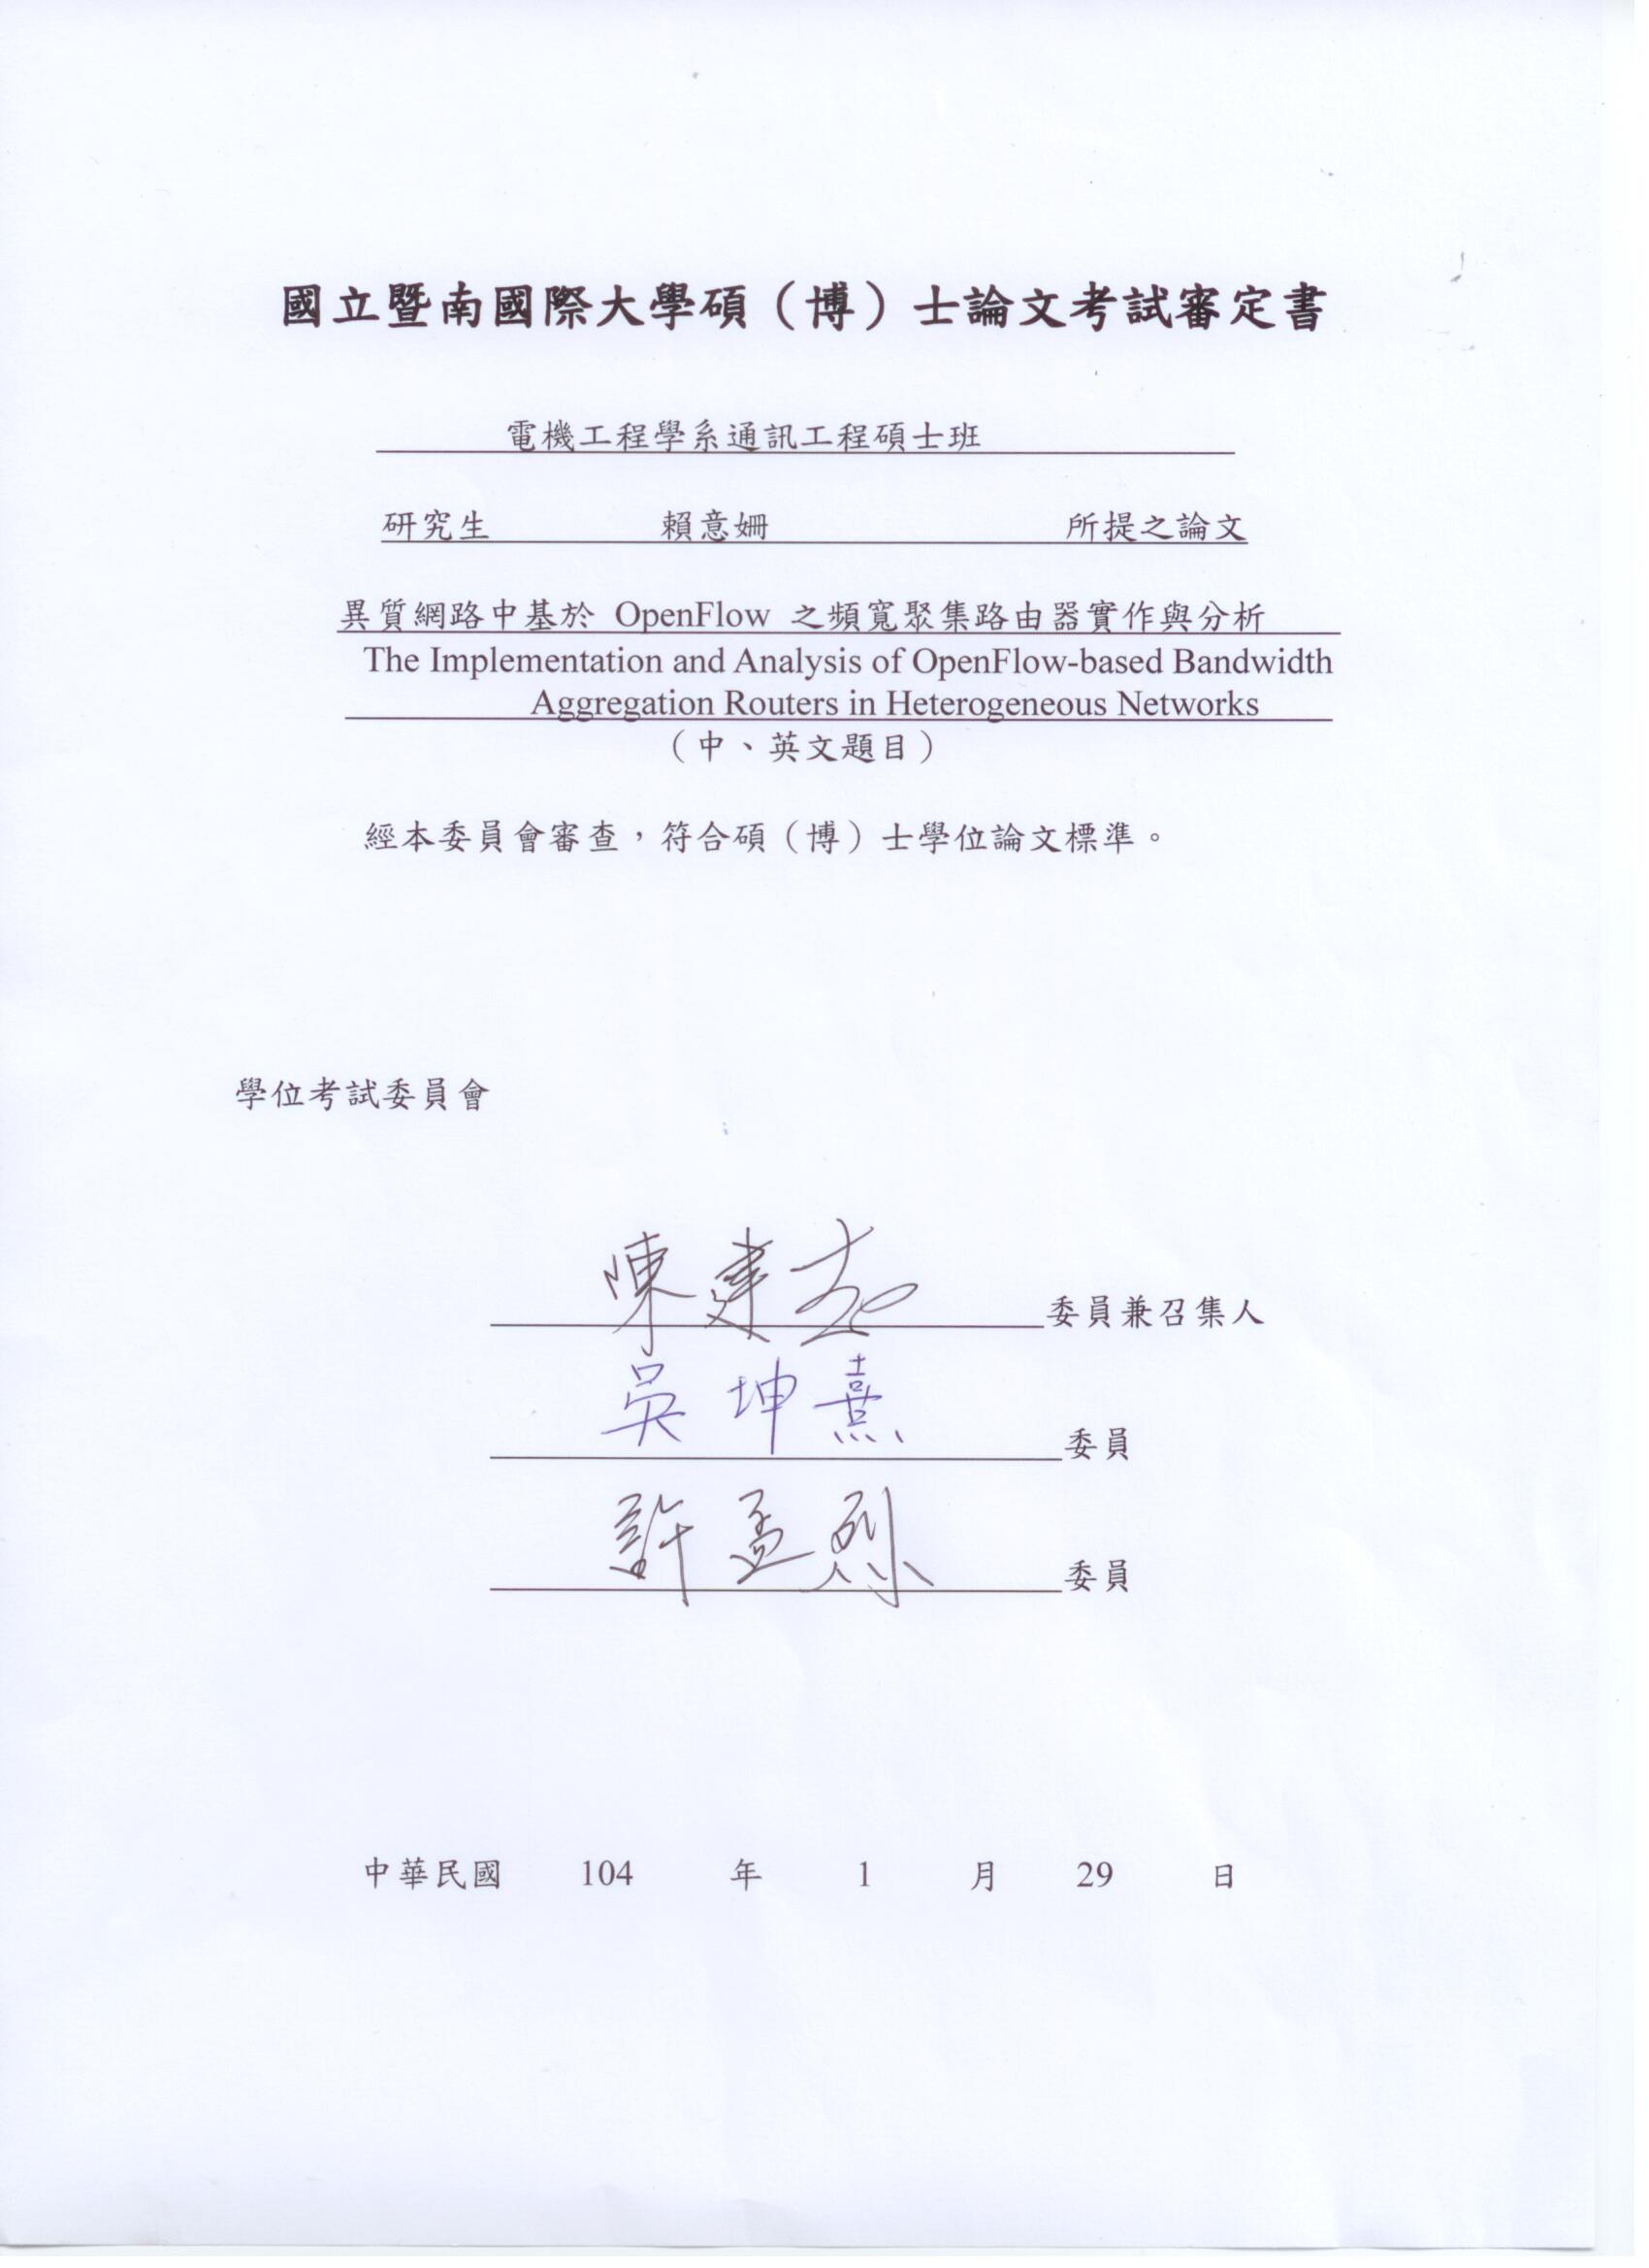 國立暨南國際大學碩（博）士論文考試審定書
電機工程學系通訊工程碩士班
研究生 賴意姍 所提之論文
異質網路中基於 OpenFlow 之頻寬聚集路由器實作與分析
The Implementation and Analysis of OpenFlow-based Bandwidth
Aggregation Routers in Heterogeneous Networks
（中、英文題目）
經本委員會審查，符合碩（博）士學位論文標準。
學位考試委員會
陳建志 委員兼召集人
吳坤熹 委員
許孟烈 委員
中華民國 104 年 1 月 29 日